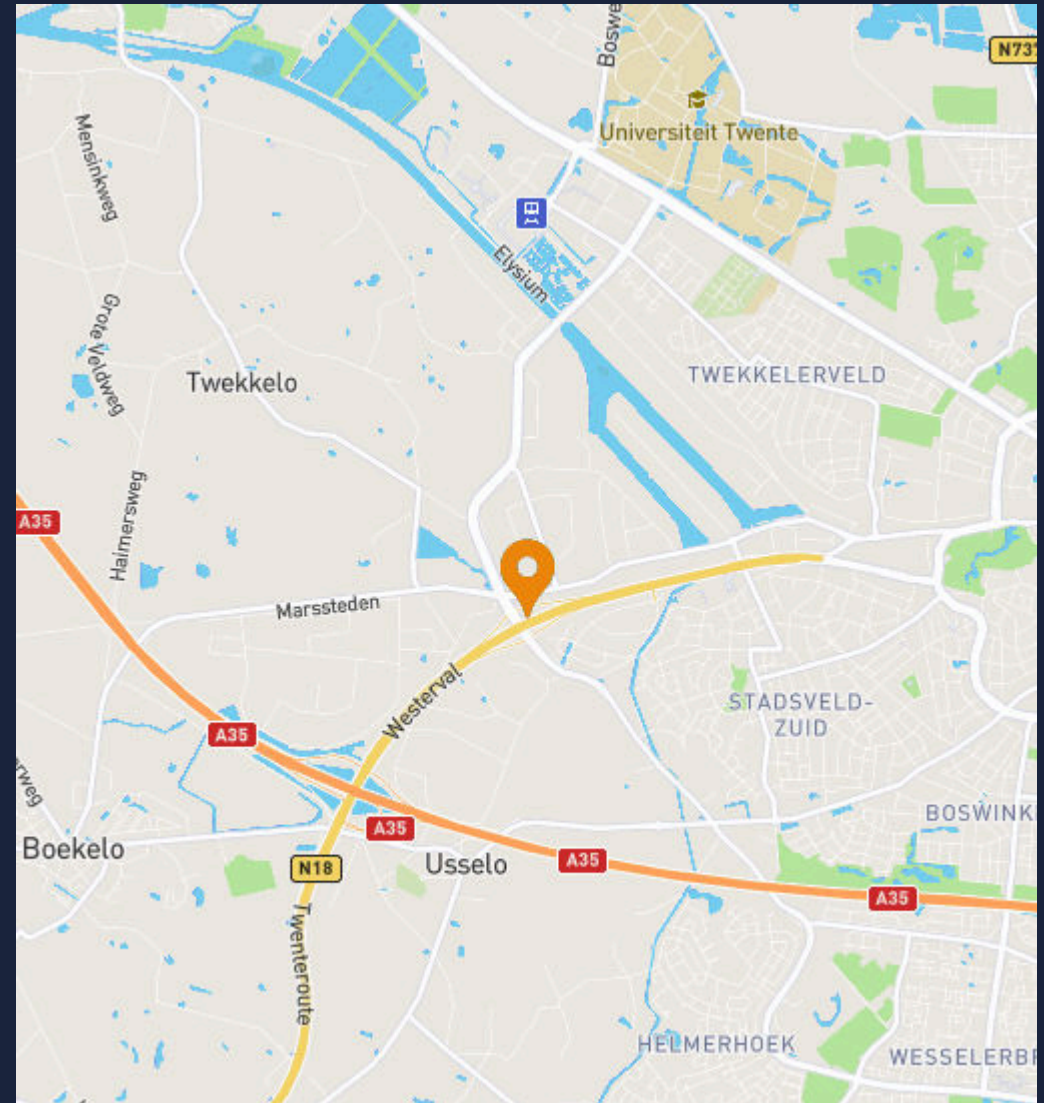 Boswe
N73
Universiteit Twente
Mensinkweg
Elysium
Grote Veldweg
Twekkelo
TWEKKELERVELD
Haimersweg
A35
Marssteden
Westerval
STADSVELD-
ZUID
A35
erweg
BOSWINK
A35
Boekelo
Usselo
A35
N18
A35
Twenteroute
HELMERHOEK
WESSELERB